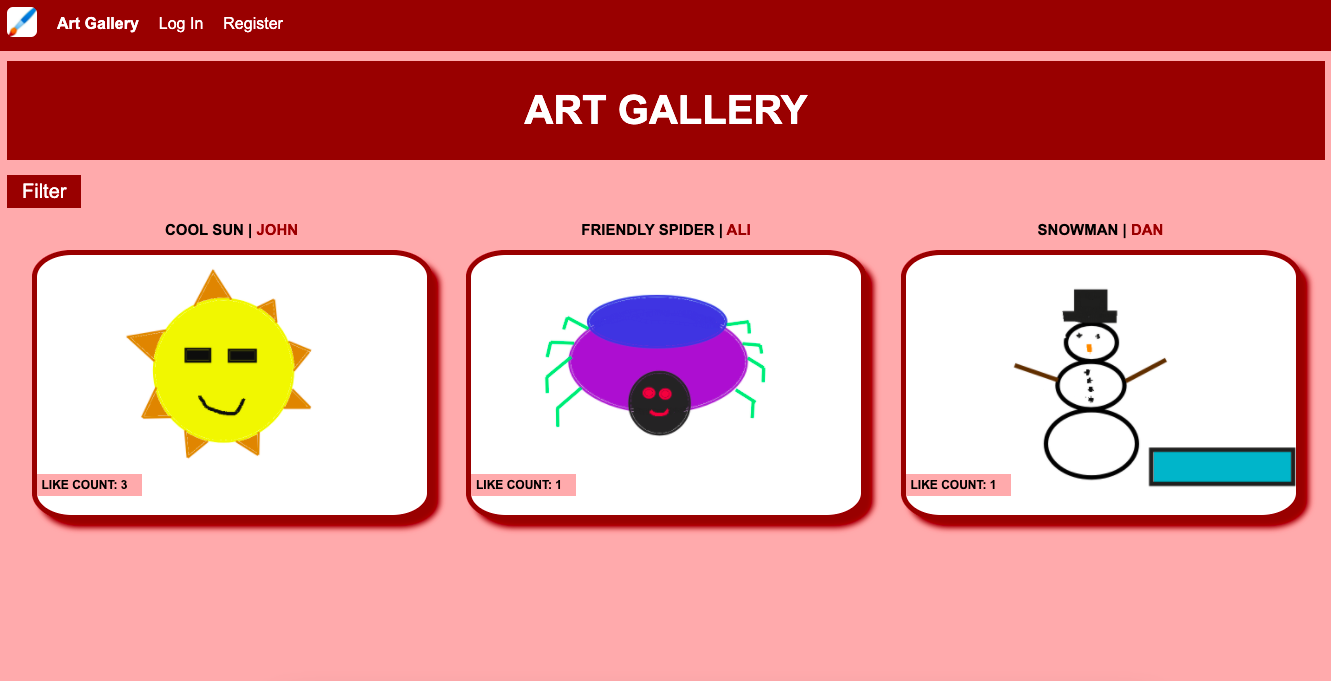 Art Gallery Log In Register
ART GALLERY
Filter
COOL SUN | JOHN
LIKE COUNT: 3
FRIENDLY SPIDER | ALI
LIKE COUNT: 1
SNOWMAN | DAN
LIKE COUNT: 1